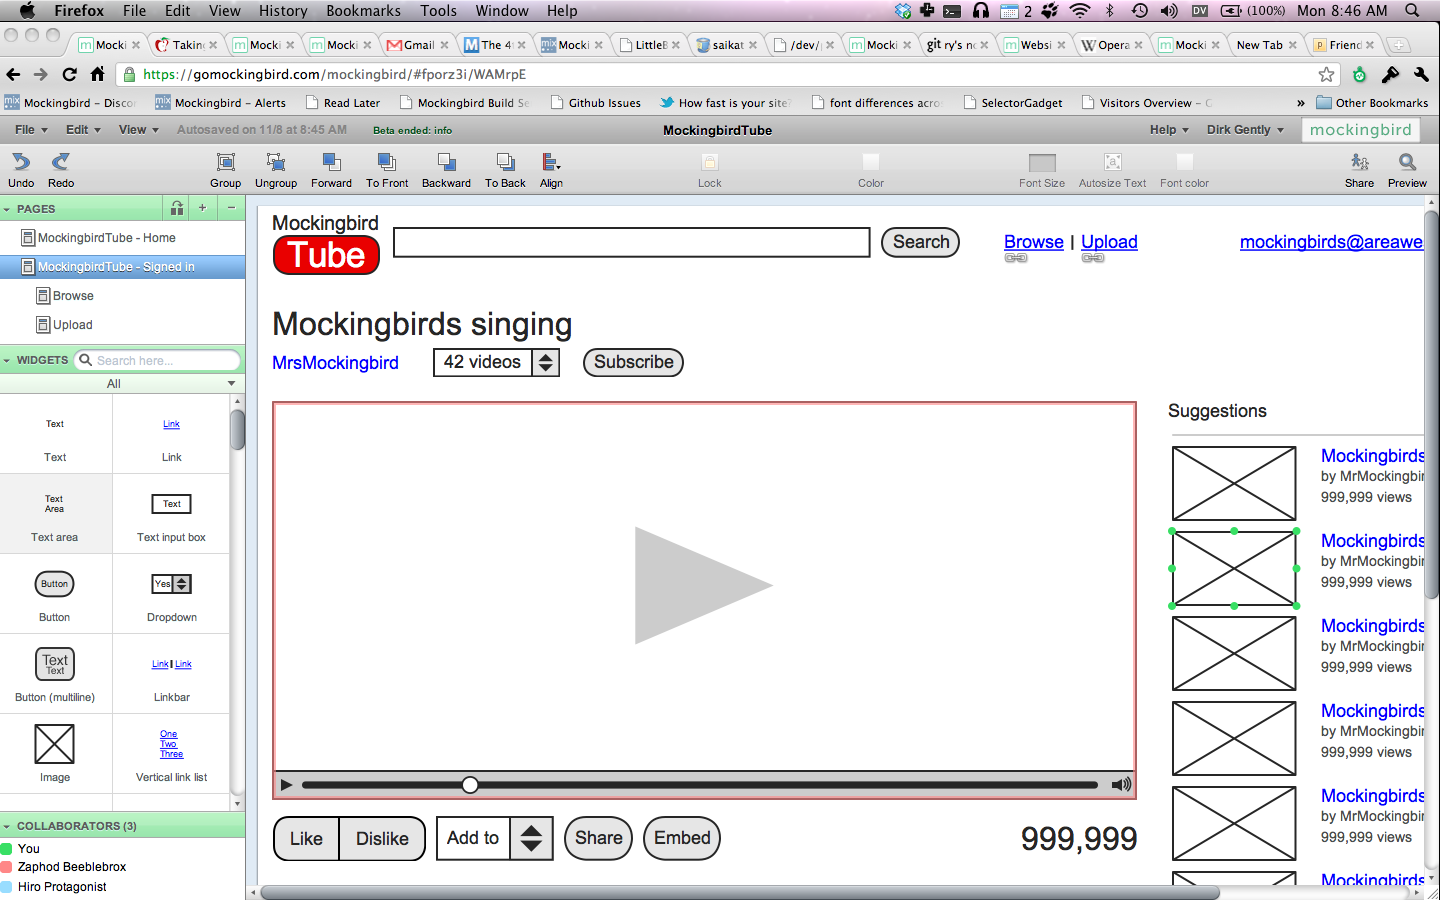 Firefox File Edit View History Bookmarks Tools Window Help 2 DV (100%) Mon 8:46 AM
Mocki Taking Mocki Mocki Gmail The 4 Mocki LittleB saikat /dev/ Mocki git ry's n Websi Opera Mocki New Tab Friend
https://gomockingbird.com/mockingbird/#fporz3i/WAMrpE
Mockingbird – Discon Mockingbird – Alerts Read Later Mockingbird Build Se Github Issues How fast is your site? font differences acro SelectorGadget Visitors Overview – G » Other Bookmarks
File Edit View Autosaved on 11/8 at 8:45 AM Beta ended: info MockingbirdTube Help Dirk Gently mockingbird
Undo Redo Group Ungroup Forward To Front Backward To Back Align Lock Color Font Size Autosize Text Font color Share Preview
PAGES + −
MockingbirdTube - Home
MockingbirdTube - Signed in
Browse
Upload
WIDGETS Search here...
All
Text Link
Text Link
Text
Area
Text
Text area Text input box
Button Yes
Button Dropdown
Text
Text
Link Link
Button (multiline) Linkbar
One
Two
Three
Image Vertical link list
COLLABORATORS (3)
You
Zaphod Beeblebrox
Hiro Protagonist
Mockingbird
Tube
Search
Browse | Upload
mockingbirds@areawe
Mockingbirds singing
MrsMockingbird 42 videos Subscribe
Suggestions
Mockingbirds
by MrMockingbir
999,999 views
Mockingbirds
by MrMockingbir
999,999 views
Mockingbirds
by MrMockingbir
999,999 views
Mockingbirds
by MrMockingbir
999,999 views
Mockingbirds
by MrMockingbir
999,999 views
Mockingbirds
Like Dislike Add to Share Embed 999,999